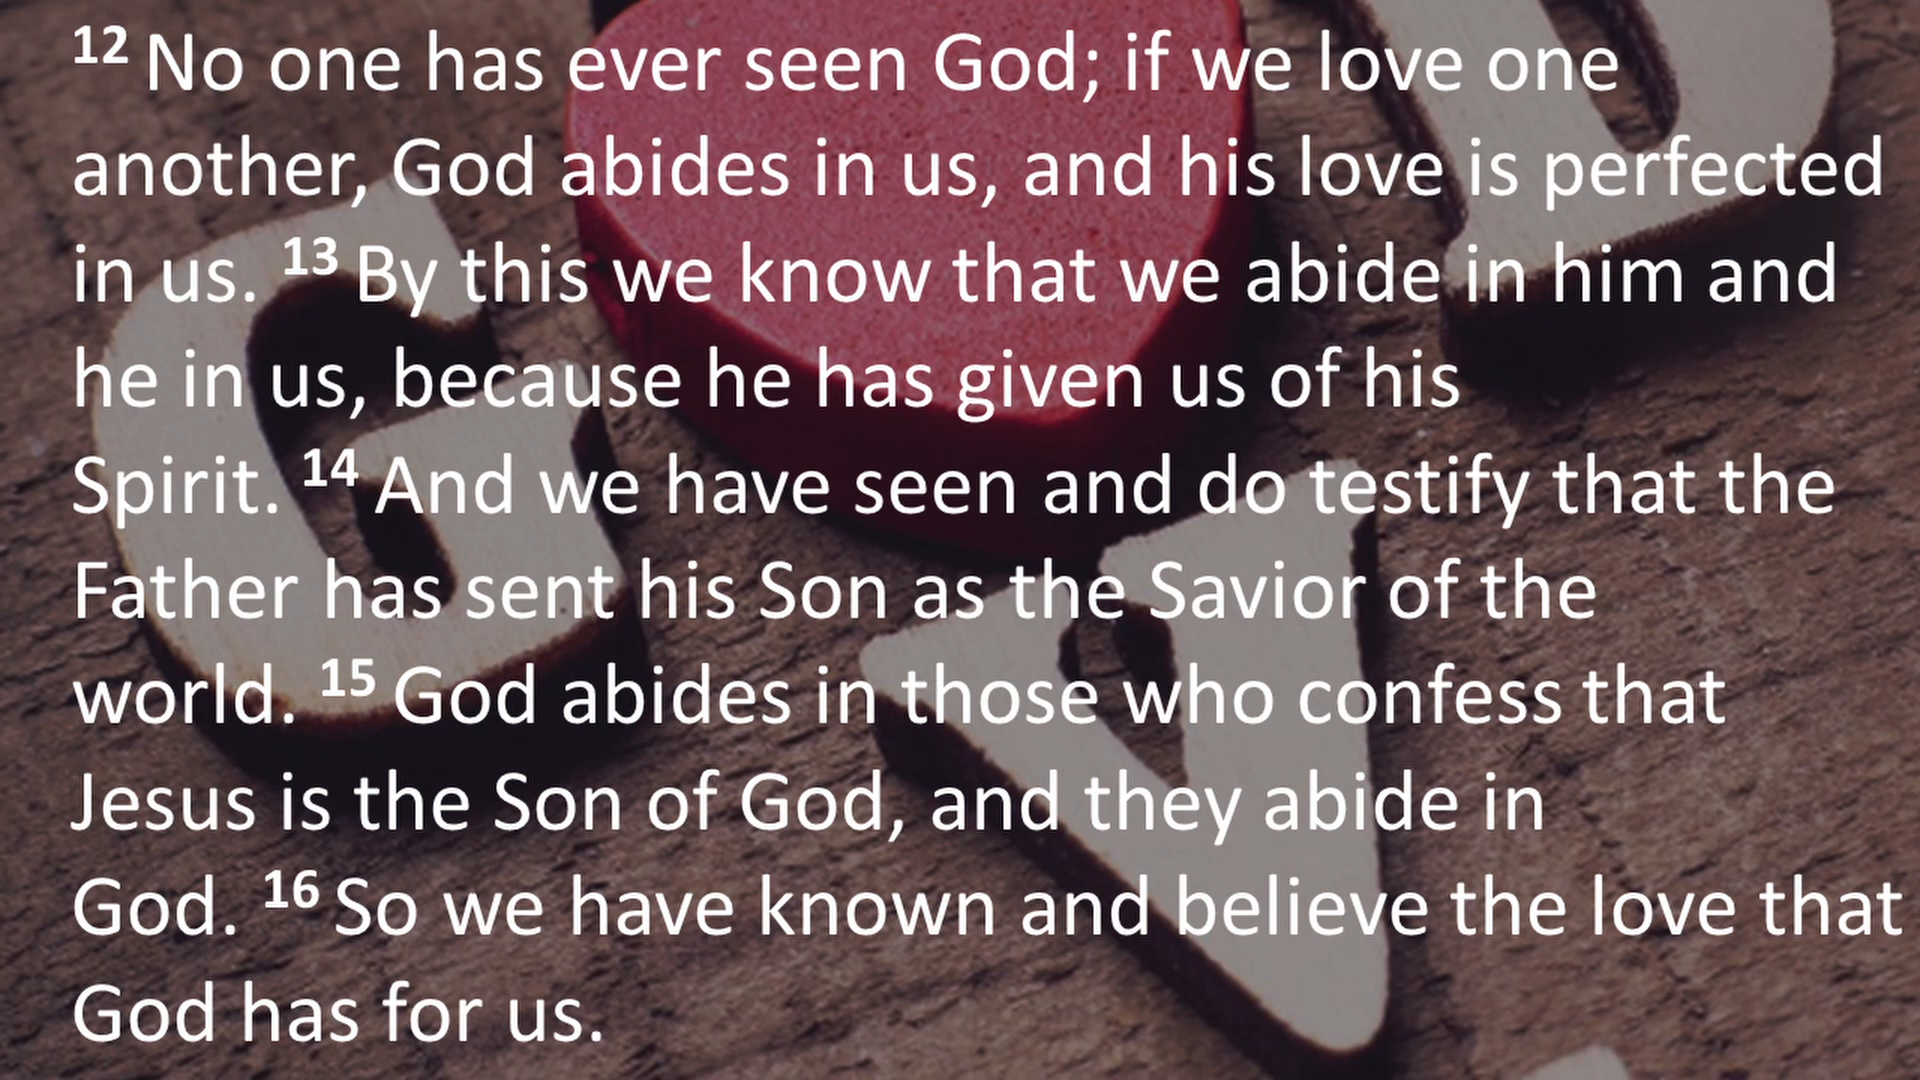 12 No one has ever seen God; if we love one
another, God abides in us, and his love is perfected
in us. 13 By this we know that we abide in him and
he in us, because he has given us of his
Spirit. 14 And we have seen and do testify that the
Father has sent his Son as the Savior of the
world. 15 God abides in those who confess that
Jesus is the Son of God, and they abide in
God. 16 So we have known and believe the love that
God has for us.